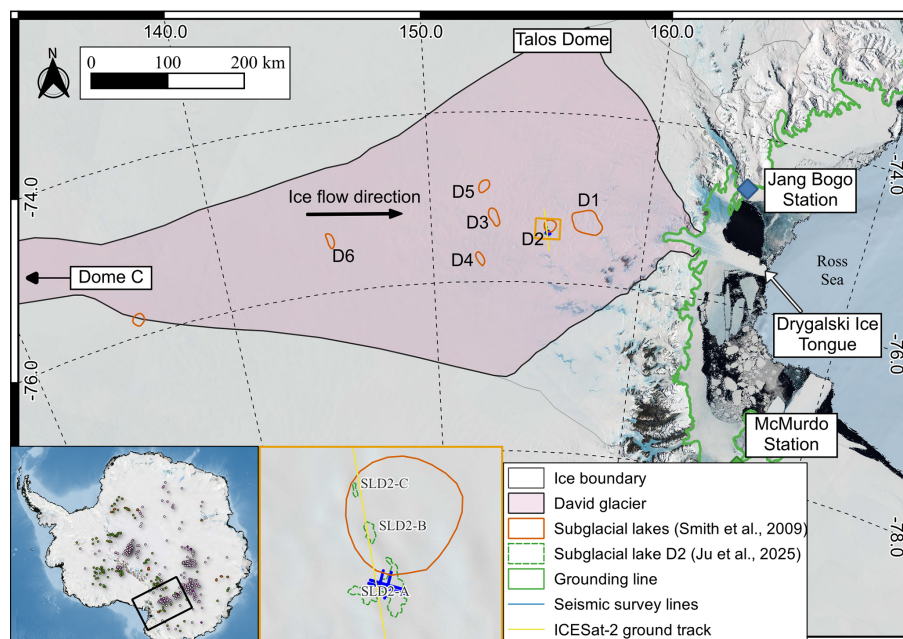 140.0
150.0
160.0
Talos Dome
N
0
100
200 km
-74.0
-74.0
Jang Bogo
Station
D5
D1
Ice flow direction
D3
D2
D6
D4
Dome C
Ross
Sea
Drygalski Ice
Tongue
-76.0
-76.0
McMurdo
Station
-78.0
SLD2-C
SLD2-B
SLD2-A
Ice boundary
David glacier
Subglacial lakes (Smith et al., 2009)
Subglacial lake D2 (Ju et al., 2025)
Grounding line
Seismic survey lines
ICESat-2 ground track